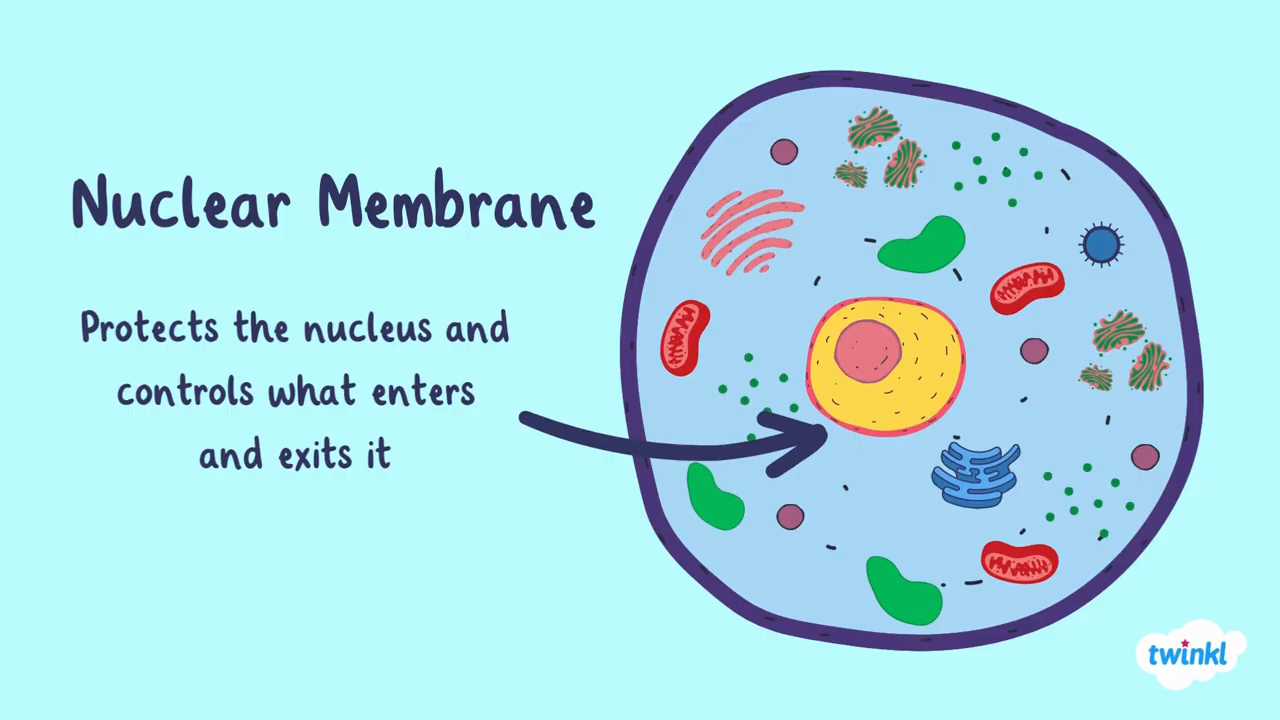 Nuclear Membrane
Protects the nucleus and
controls what enters
and exits it
twinkl